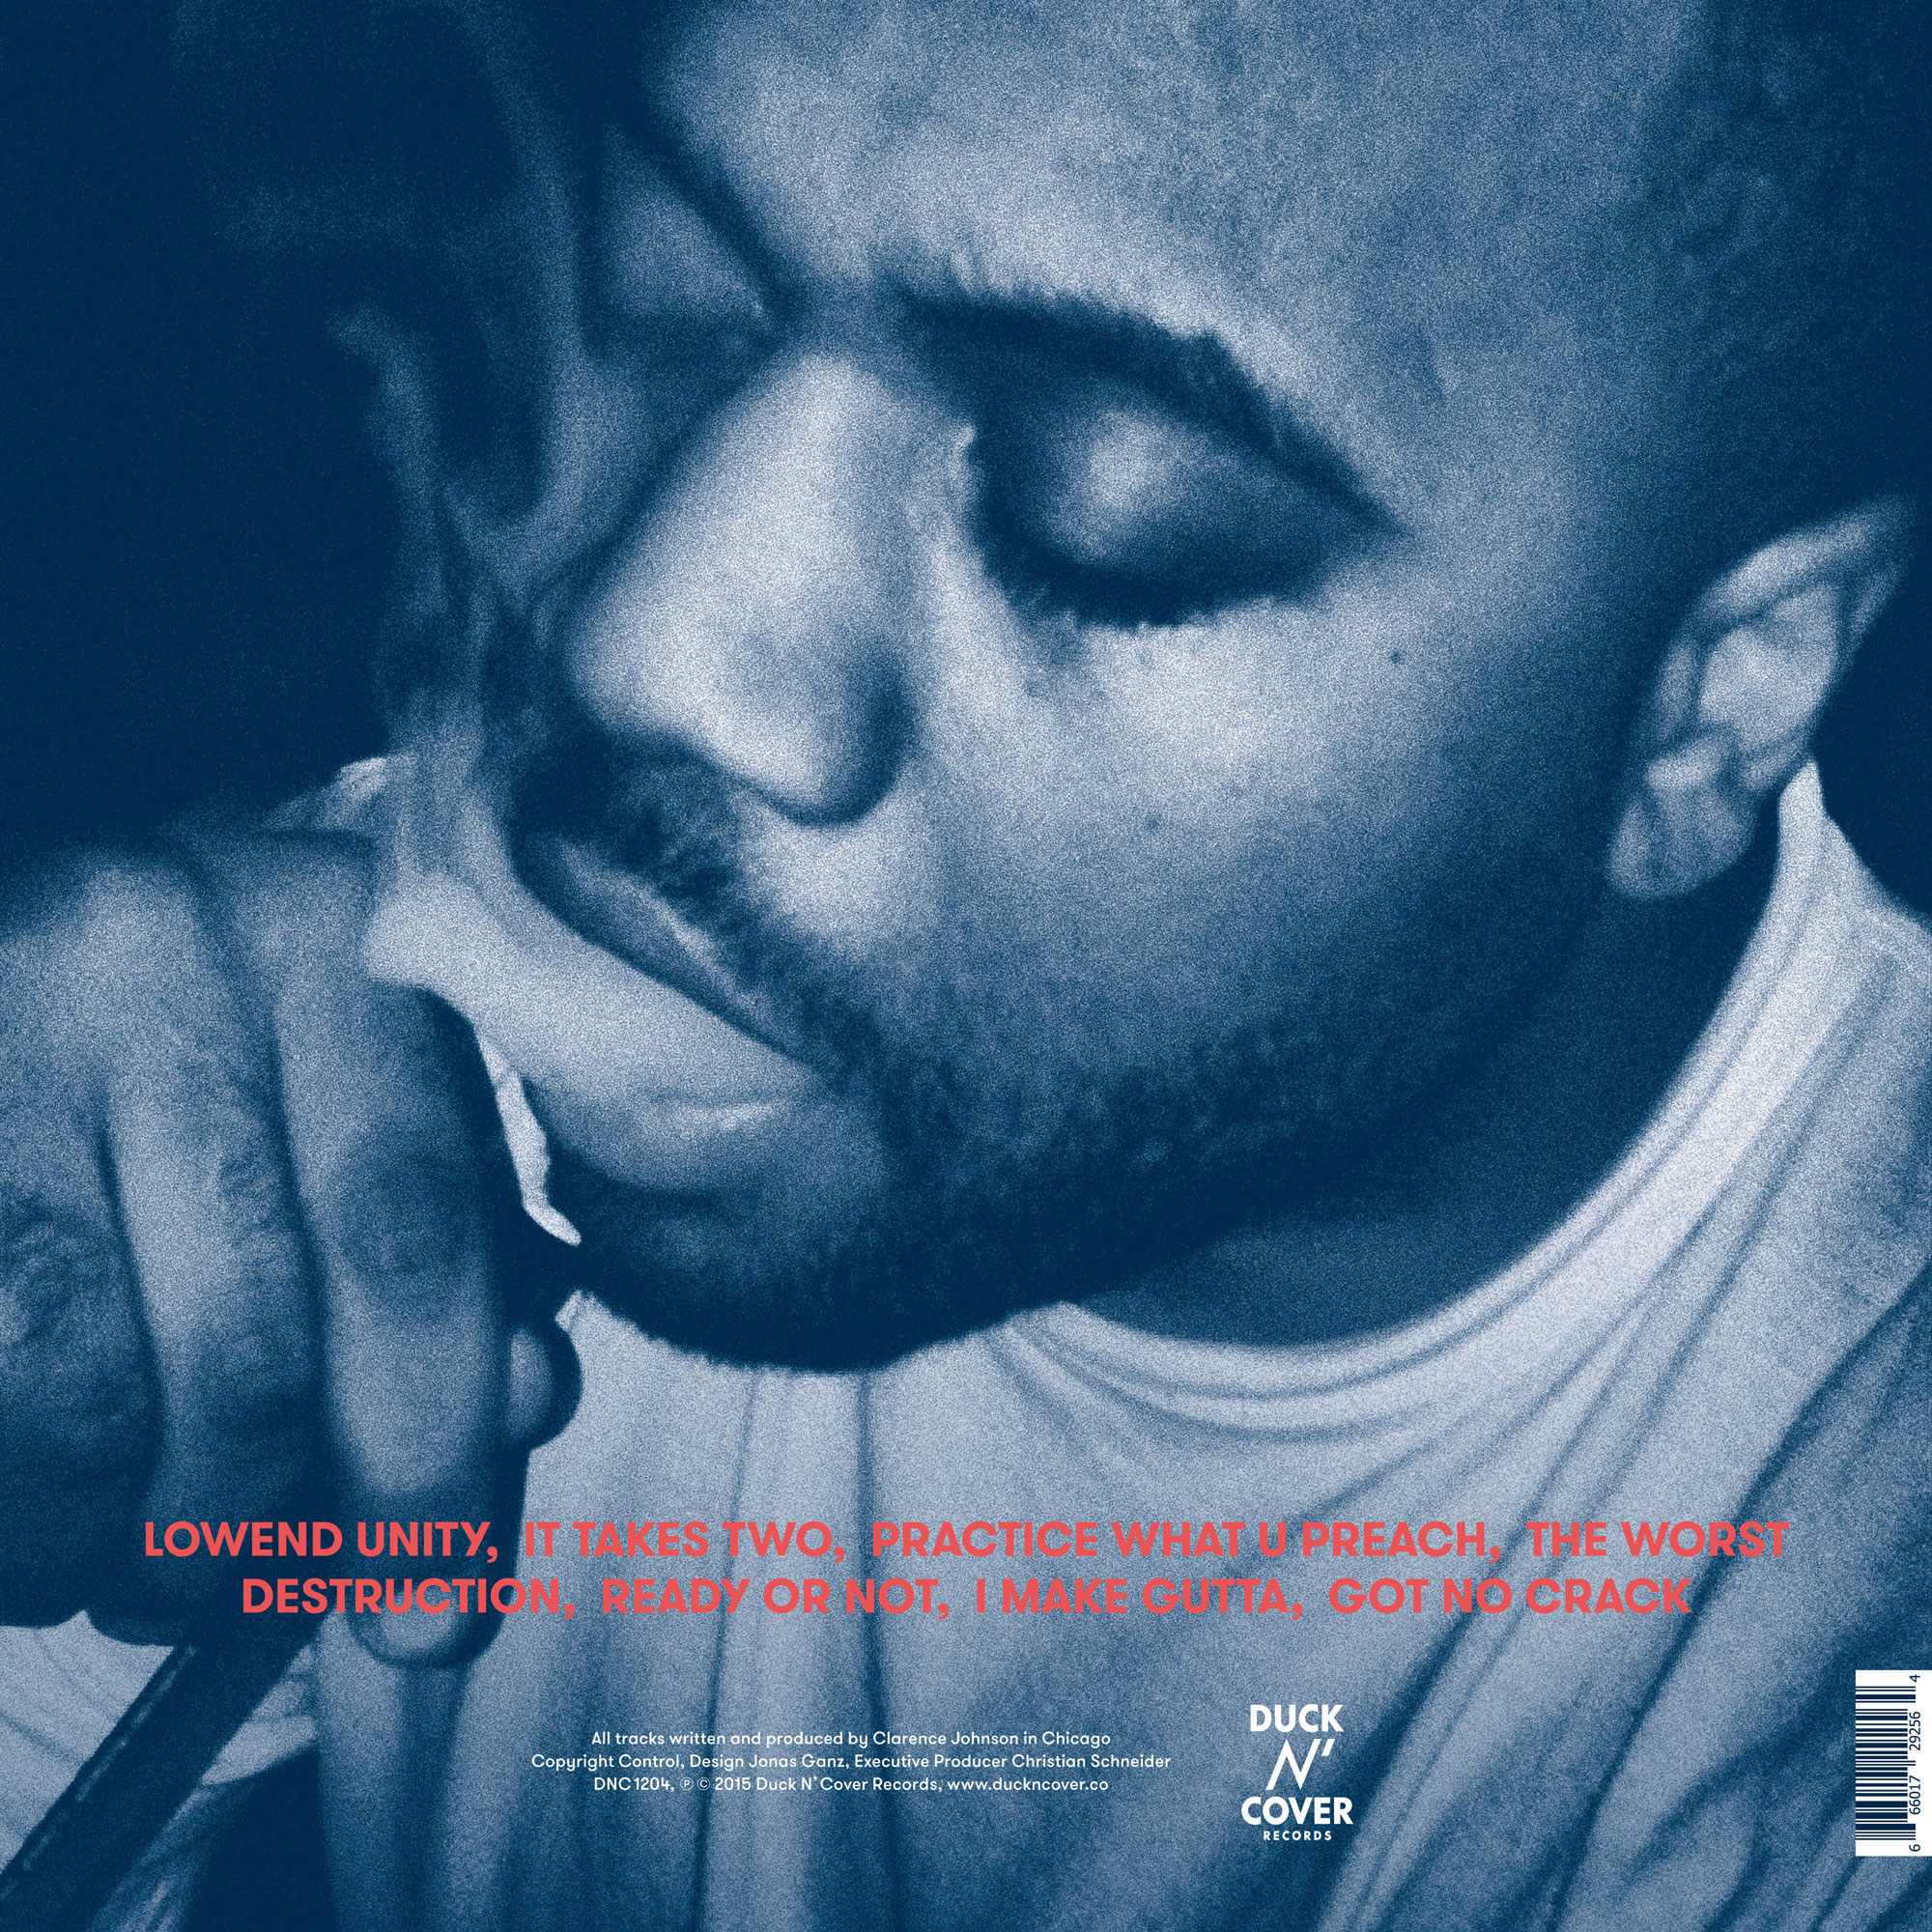 LOWEND UNITY, IT TAKES TWO, PRACTICE WHAT U PREACH, THE WORST
DESTRUCTION, READY OR NOT, I MAKE GUTTA, GOT NO CRACK
All tracks written and produced by Clarence Johnson in Chicago
Copyright Control, Design Jonas Ganz, Executive Producer Christian Schneider
DNC 1204, ℗ © 2015 Duck N' Cover Records, www.duckncover.co
DUCK
N'
COVER
RECORDS
6 66017 29256 4